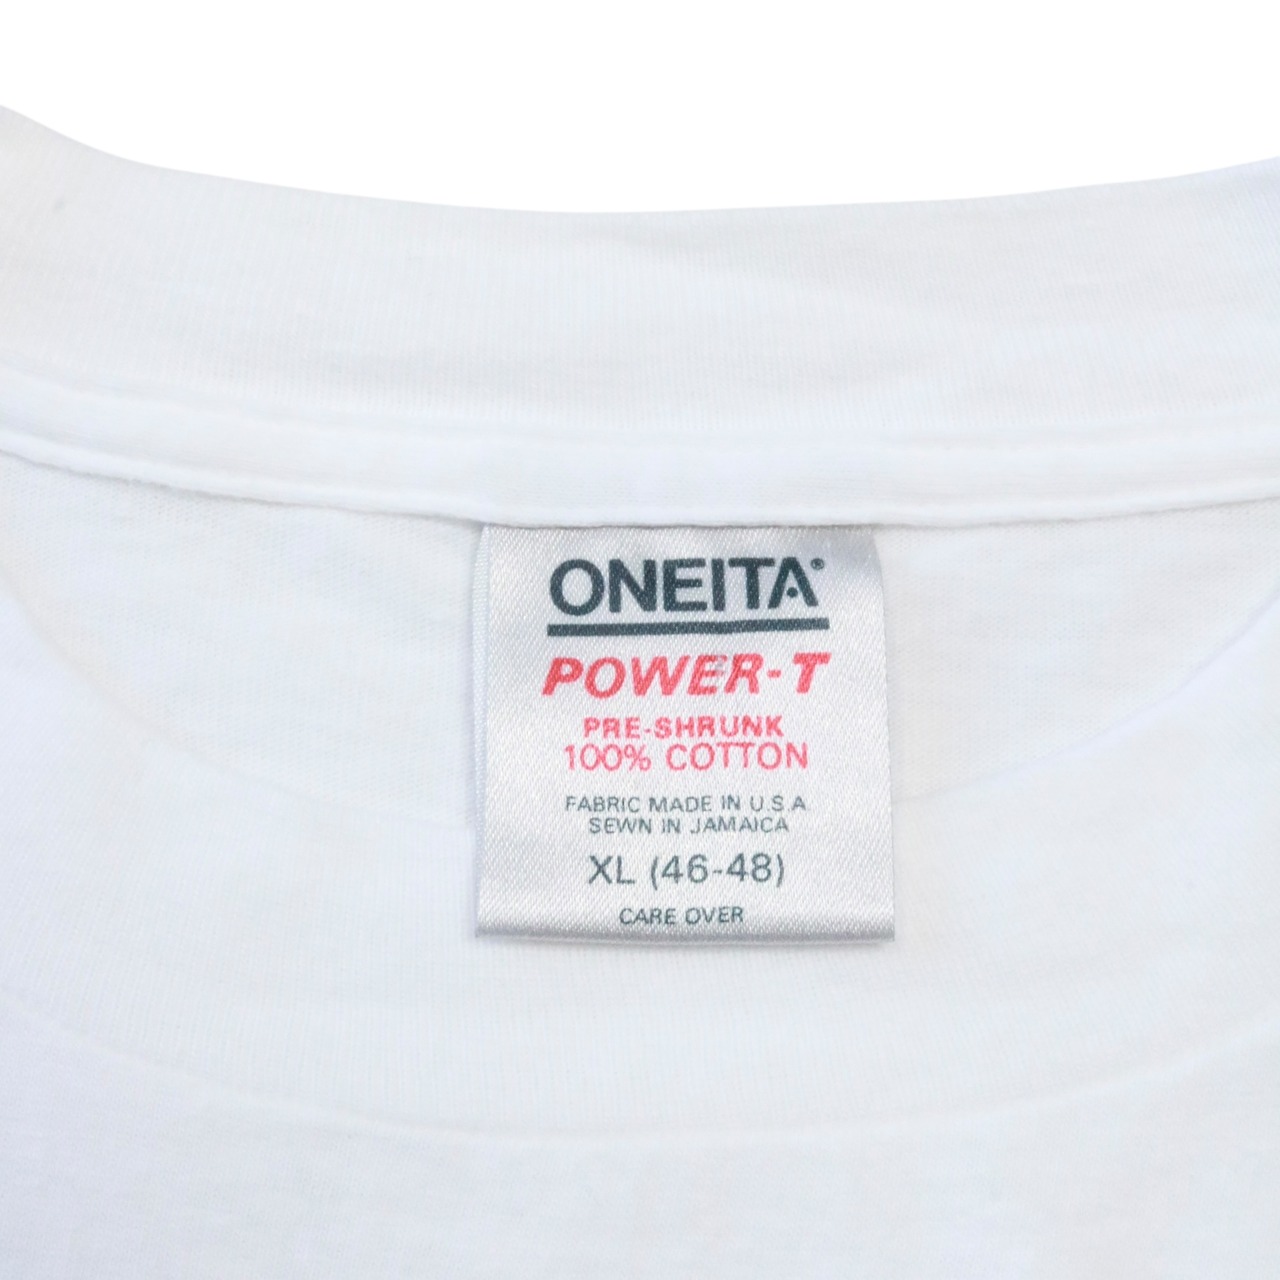 ONEITA®
POWER-T
PRE-SHRUNK
100% COTTON
FABRIC MADE IN U.S.A
SEWN IN JAMAICA
XL (46-48)
CARE OVER